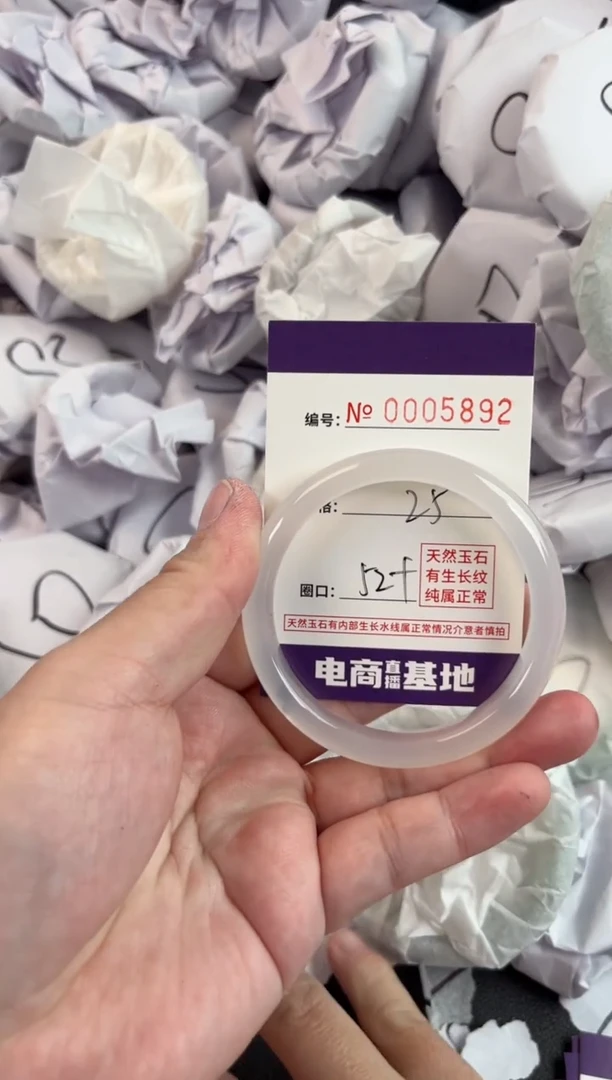 编号: № 0005892
格: 25
圈口: 52+
天然玉石
有生长纹
纯属正常
天然玉石有内部生长水线属正常情况介意者慎拍
电商直播基地